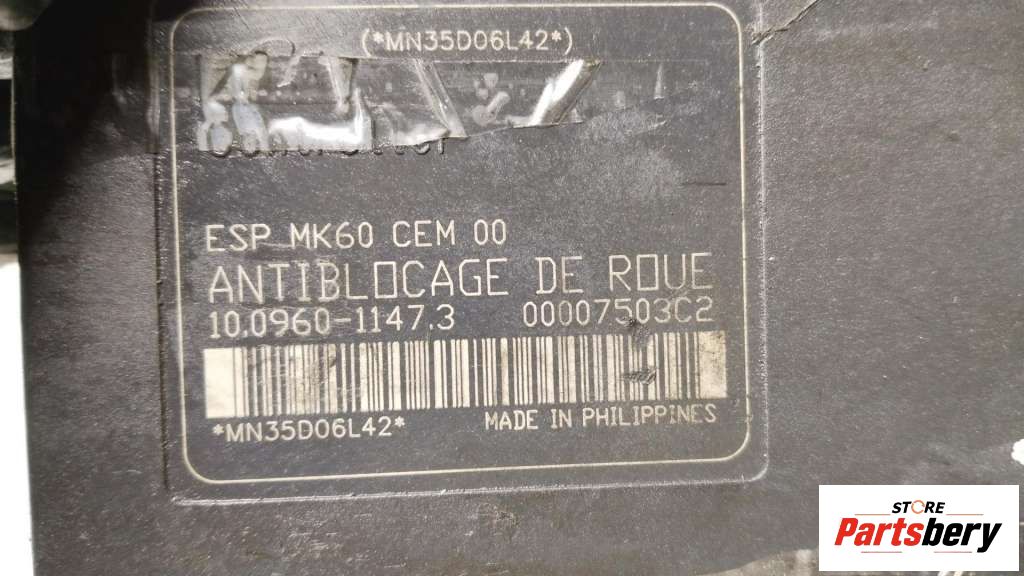 (*MN35D06L42*)
ESP MK60 CEM 00
ANTIBLOCAGE DE ROUE
10.0960-1147.3 00007503C2
*MN35D06L42* MADE IN PHILIPPINES
STORE
Partsbery